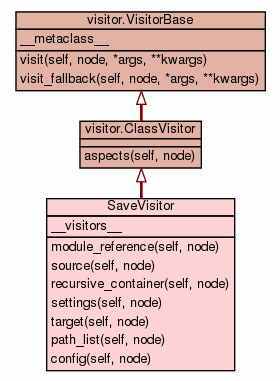 visitor.VisitorBase
__metaclass__
visit(self, node, *args, **kwargs)
visit_fallback(self, node, *args, **kwargs)
visitor.ClassVisitor
aspects(self, node)
SaveVisitor
__visitors__
module_reference(self, node)
source(self, node)
recursive_container(self, node)
settings(self, node)
target(self, node)
path_list(self, node)
config(self, node)